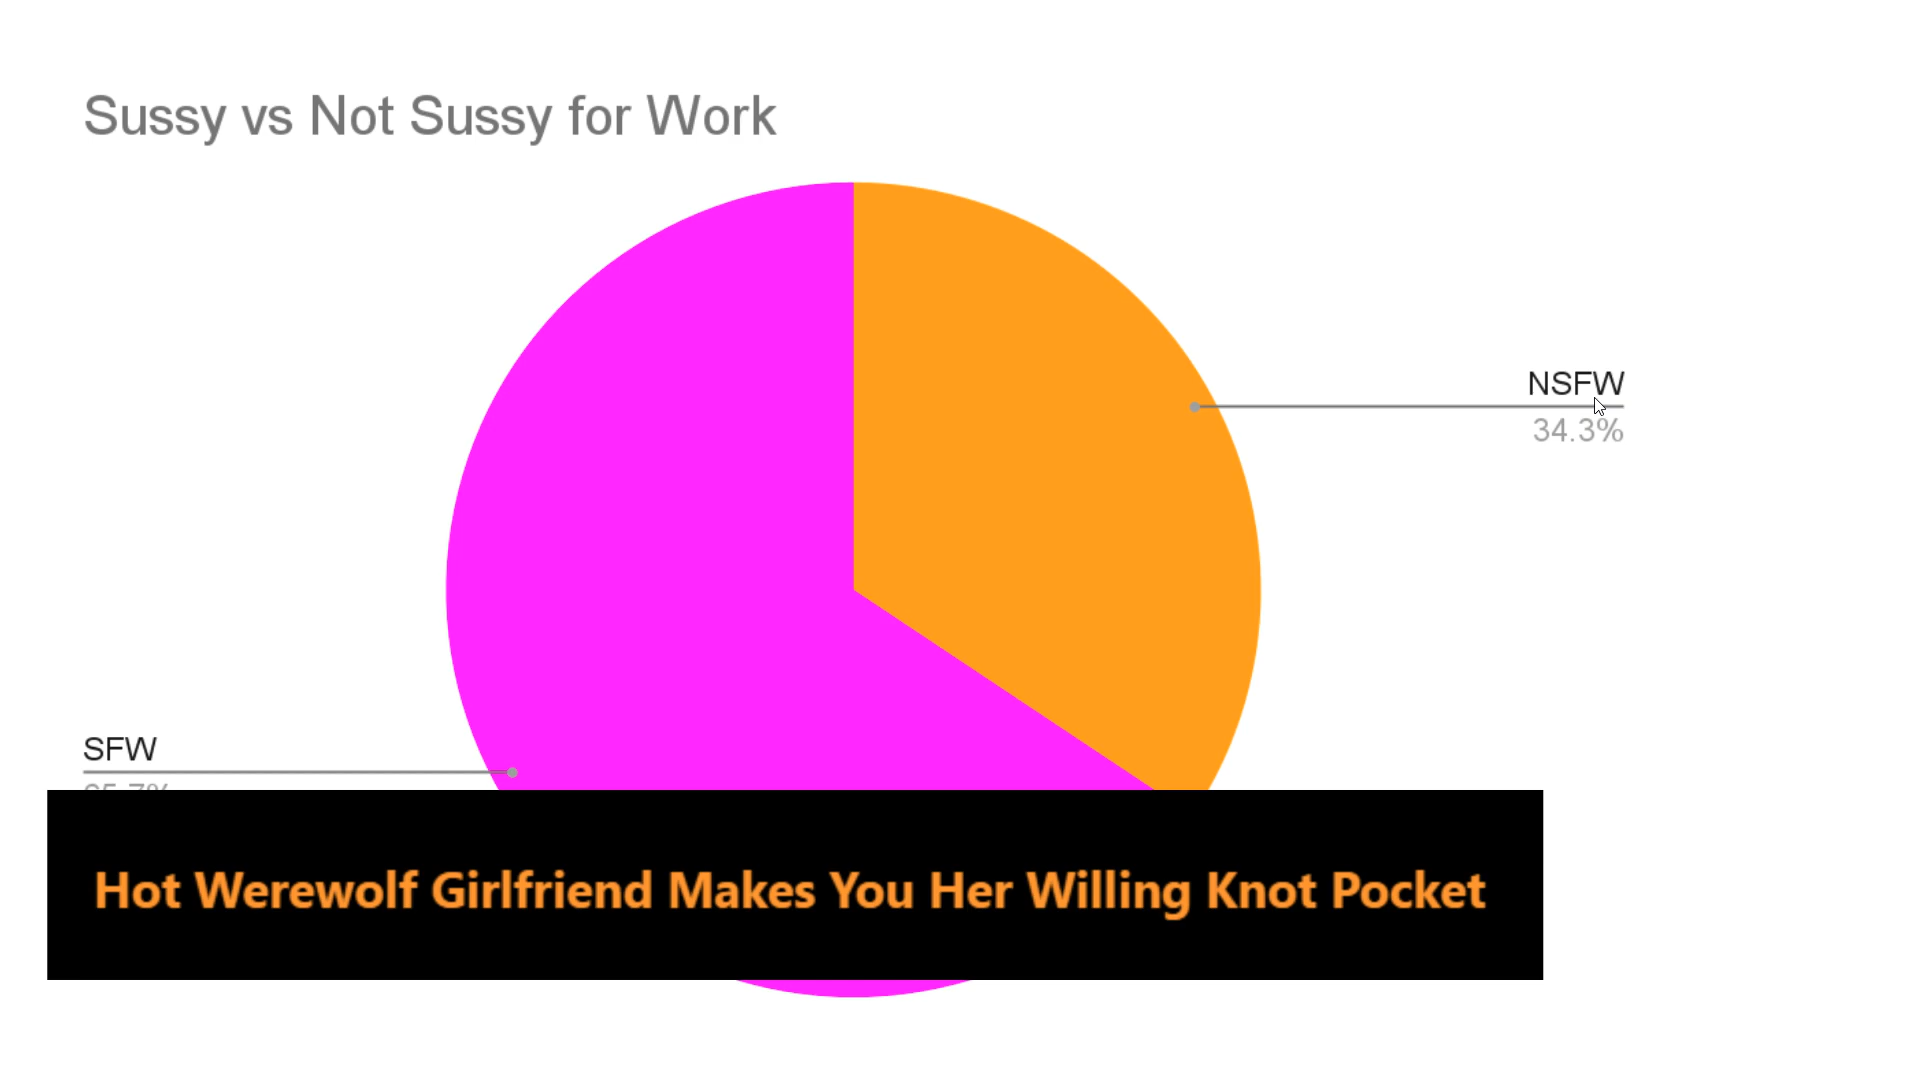 Sussy vs Not Sussy for Work
NSFW
34.3%
SFW
Hot Werewolf Girlfriend Makes You Her Willing Knot Pocket